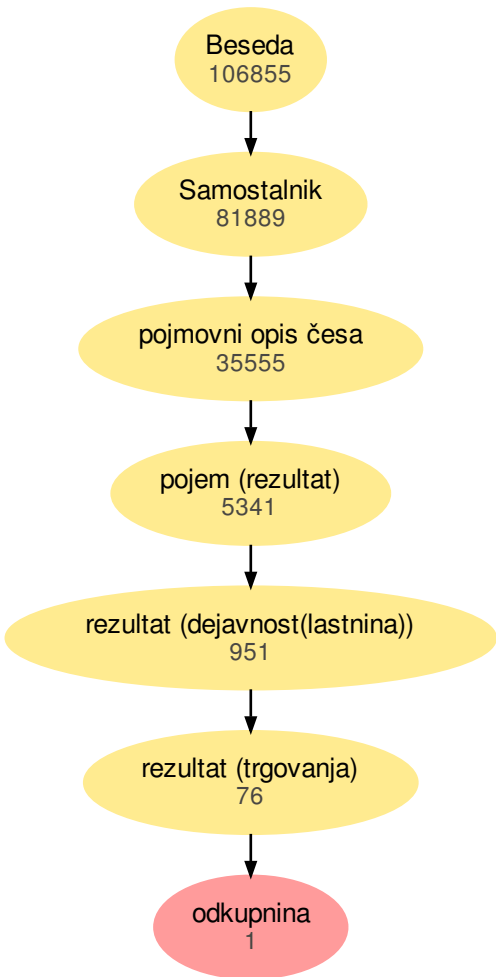 Beseda
106855
Samostalnik
81889
pojmovni opis česa
35555
pojem (rezultat)
5341
rezultat (dejavnost(lastnina))
951
rezultat (trgovanja)
76
odkupnina
1